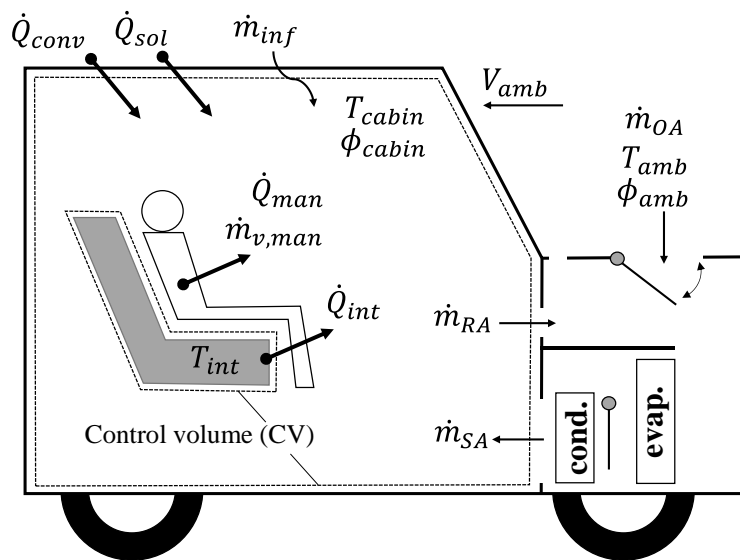 Q̇conv
Q̇sol
ṁinf
Vamb
Tcabin
ϕcabin
ṁOA
Tamb
ϕamb
Q̇man
ṁv,man
Q̇int
ṁRA
Tint
Control volume (CV)
ṁSA
cond.
evap.